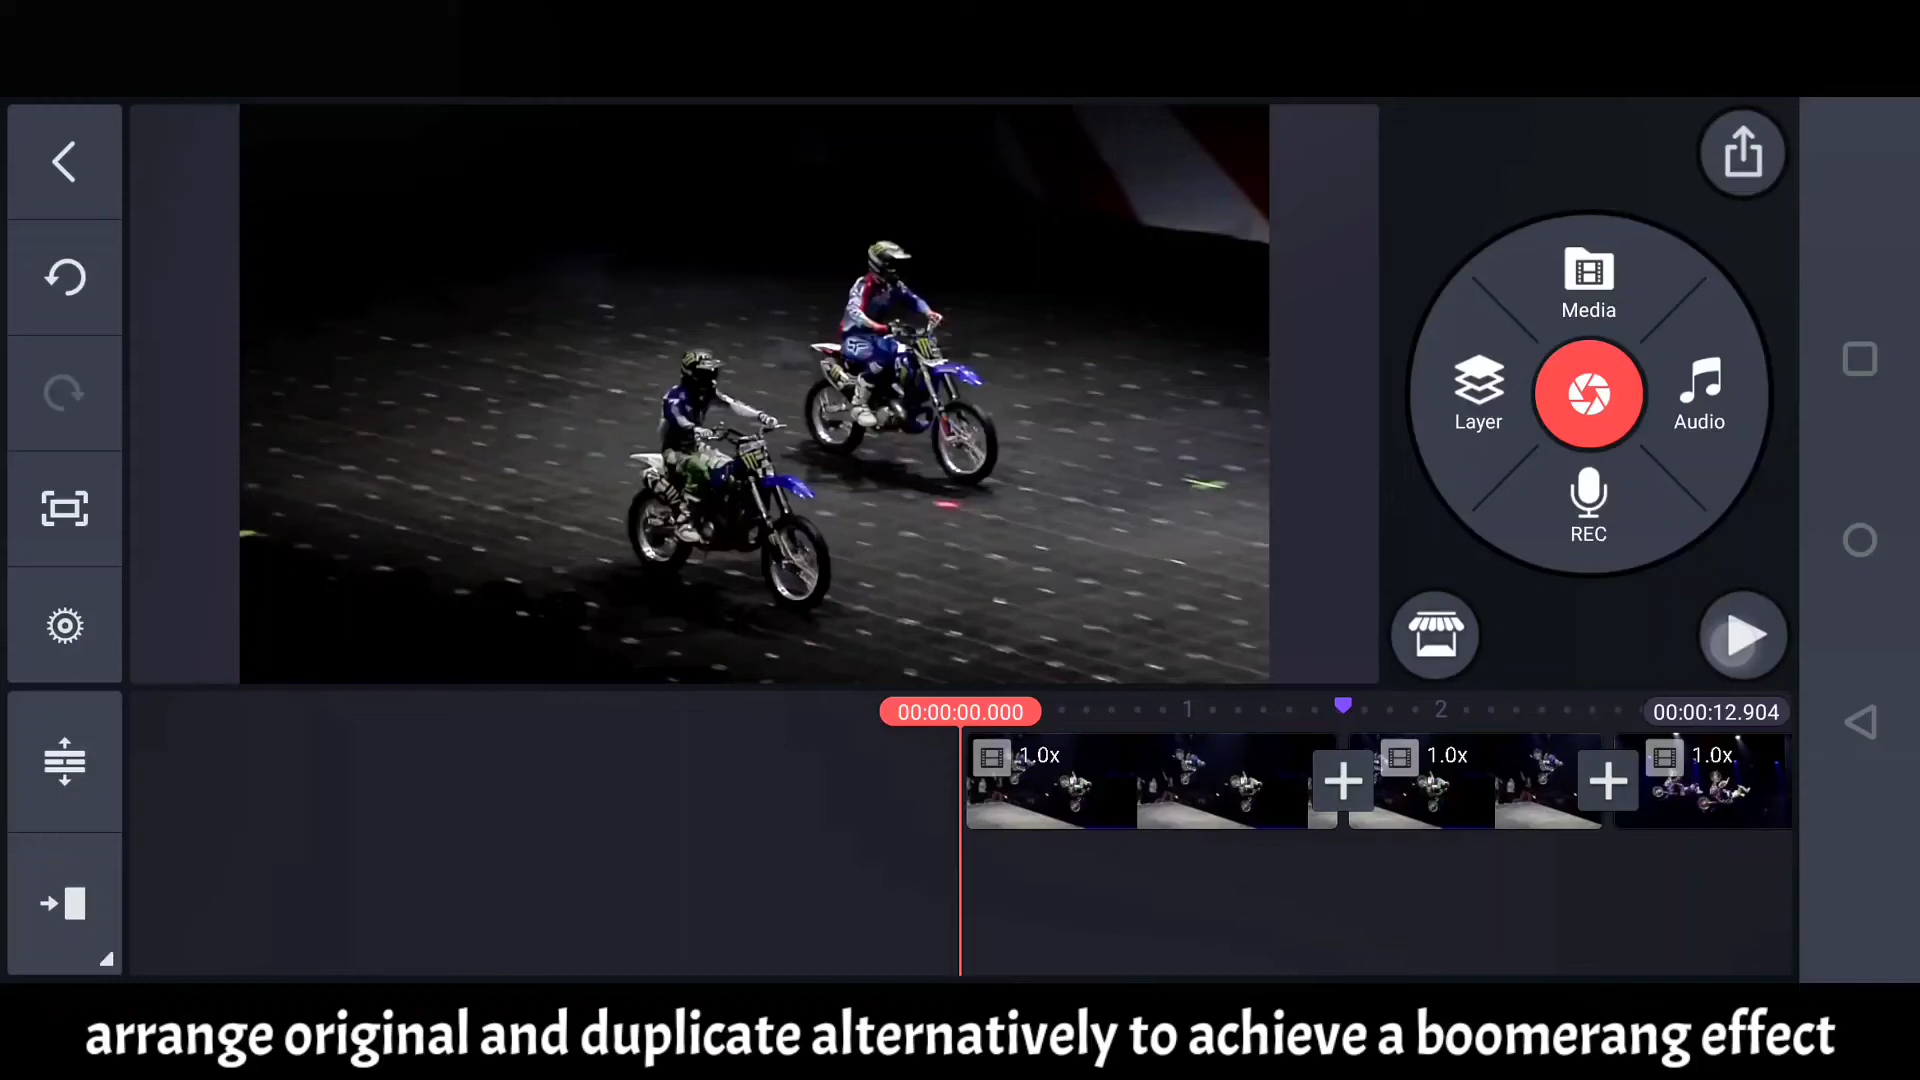 Media
Layer
Audio
REC
00:00:00.000
1
2
00:00:12.904
1.0x
1.0x
1.0x
arrange original and duplicate alternatively to achieve a boomerang effect